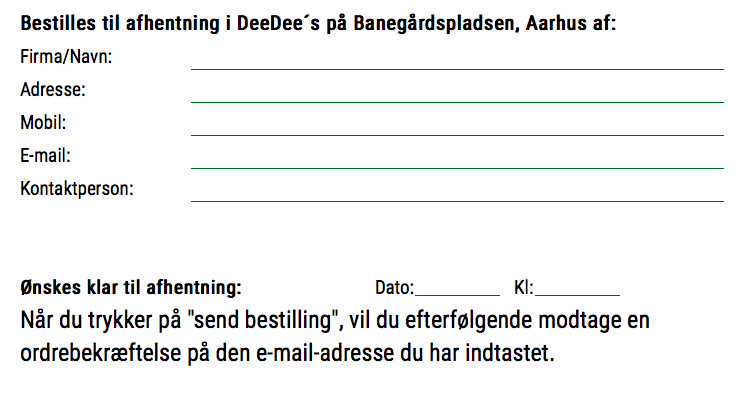 Bestilles til afhentning i DeeDee´s på Banegårdspladsen, Aarhus af:
Firma/Navn:
Adresse:
Mobil:
E-mail:
Kontaktperson:
Ønskes klar til afhentning: Dato: Kl:
Når du trykker på "send bestilling", vil du efterfølgende modtage en
ordrebekræftelse på den e-mail-adresse du har indtastet.